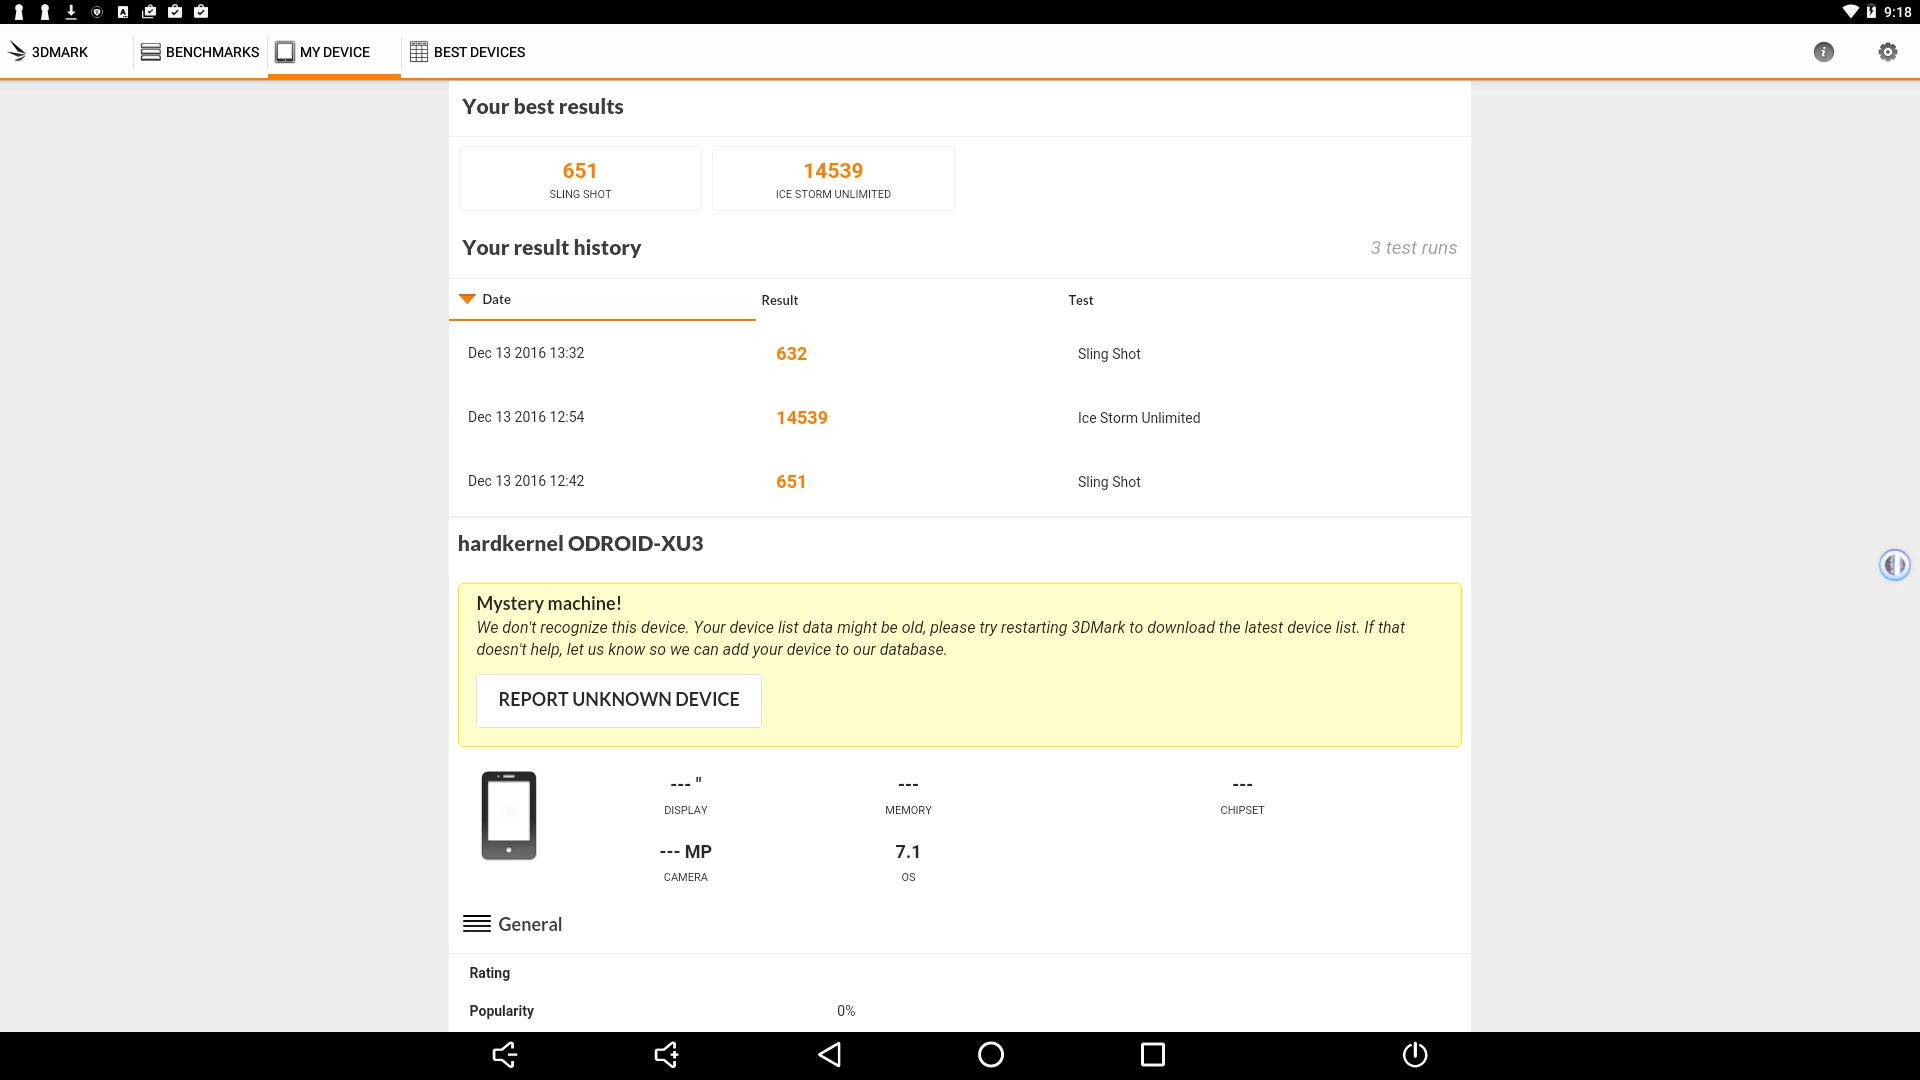 9:18
3DMARK BENCHMARKS MY DEVICE BEST DEVICES
Your best results
651 14539
SLING SHOT ICE STORM UNLIMITED
Your result history 3 test runs
Date Result Test
Dec 13 2016 13:32 632 Sling Shot
Dec 13 2016 12:54 14539 Ice Storm Unlimited
Dec 13 2016 12:42 651 Sling Shot
hardkernel ODROID-XU3
Mystery machine!
We don't recognize this device. Your device list data might be old, please try restarting 3DMark to download the latest device list. If that
doesn't help, let us know so we can add your device to our database.
REPORT UNKNOWN DEVICE
--- " --- ---
DISPLAY MEMORY CHIPSET
--- MP 7.1
CAMERA OS
General
Rating
Popularity 0%